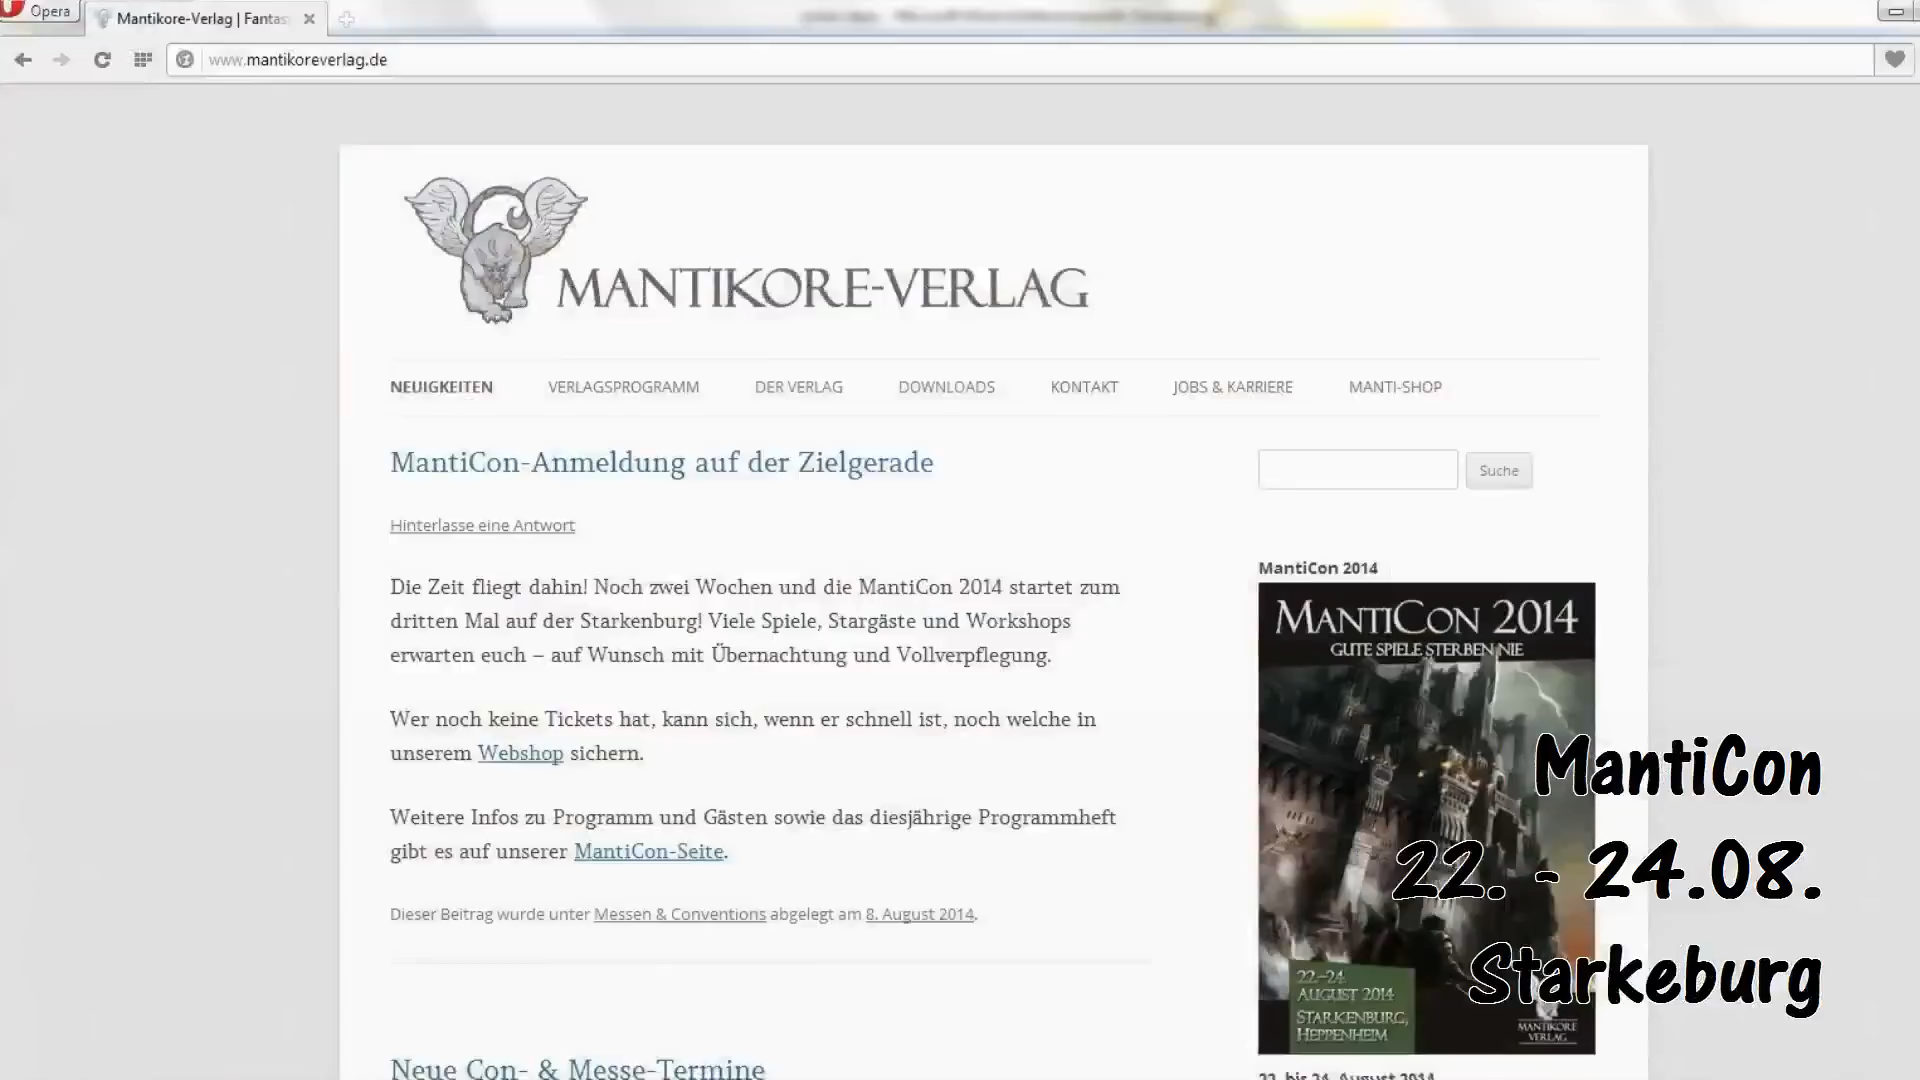 Opera
Mantikore-Verlag | Fantas
www.mantikoreverlag.de
MANTIKORE-VERLAG
NEUIGKEITEN
VERLAGSPROGRAMM
DER VERLAG
DOWNLOADS
KONTAKT
JOBS & KARRIERE
MANTI-SHOP
MantiCon-Anmeldung auf der Zielgerade
Hinterlasse eine Antwort
Die Zeit fliegt dahin! Noch zwei Wochen und die MantiCon 2014 startet zum
dritten Mal auf der Starkenburg! Viele Spiele, Stargäste und Workshops
erwarten euch – auf Wunsch mit Übernachtung und Vollverpflegung.
Wer noch keine Tickets hat, kann sich, wenn er schnell ist, noch welche in
unserem Webshop sichern.
Weitere Infos zu Programm und Gästen sowie das diesjährige Programmheft
gibt es auf unserer MantiCon-Seite.
Dieser Beitrag wurde unter Messen & Conventions abgelegt am 8. August 2014.
Neue Con- & Messe-Termine
Suche
MantiCon 2014
MANTICON 2014
GUTE SPIELE STERBEN NIE
22.–24.
AUGUST 2014
STARKENBURG,
HEPPENHEIM
MANTIKORE
VERLAG
MantiCon
22. - 24.08.
Starkeburg
22. bis 24. August 2014